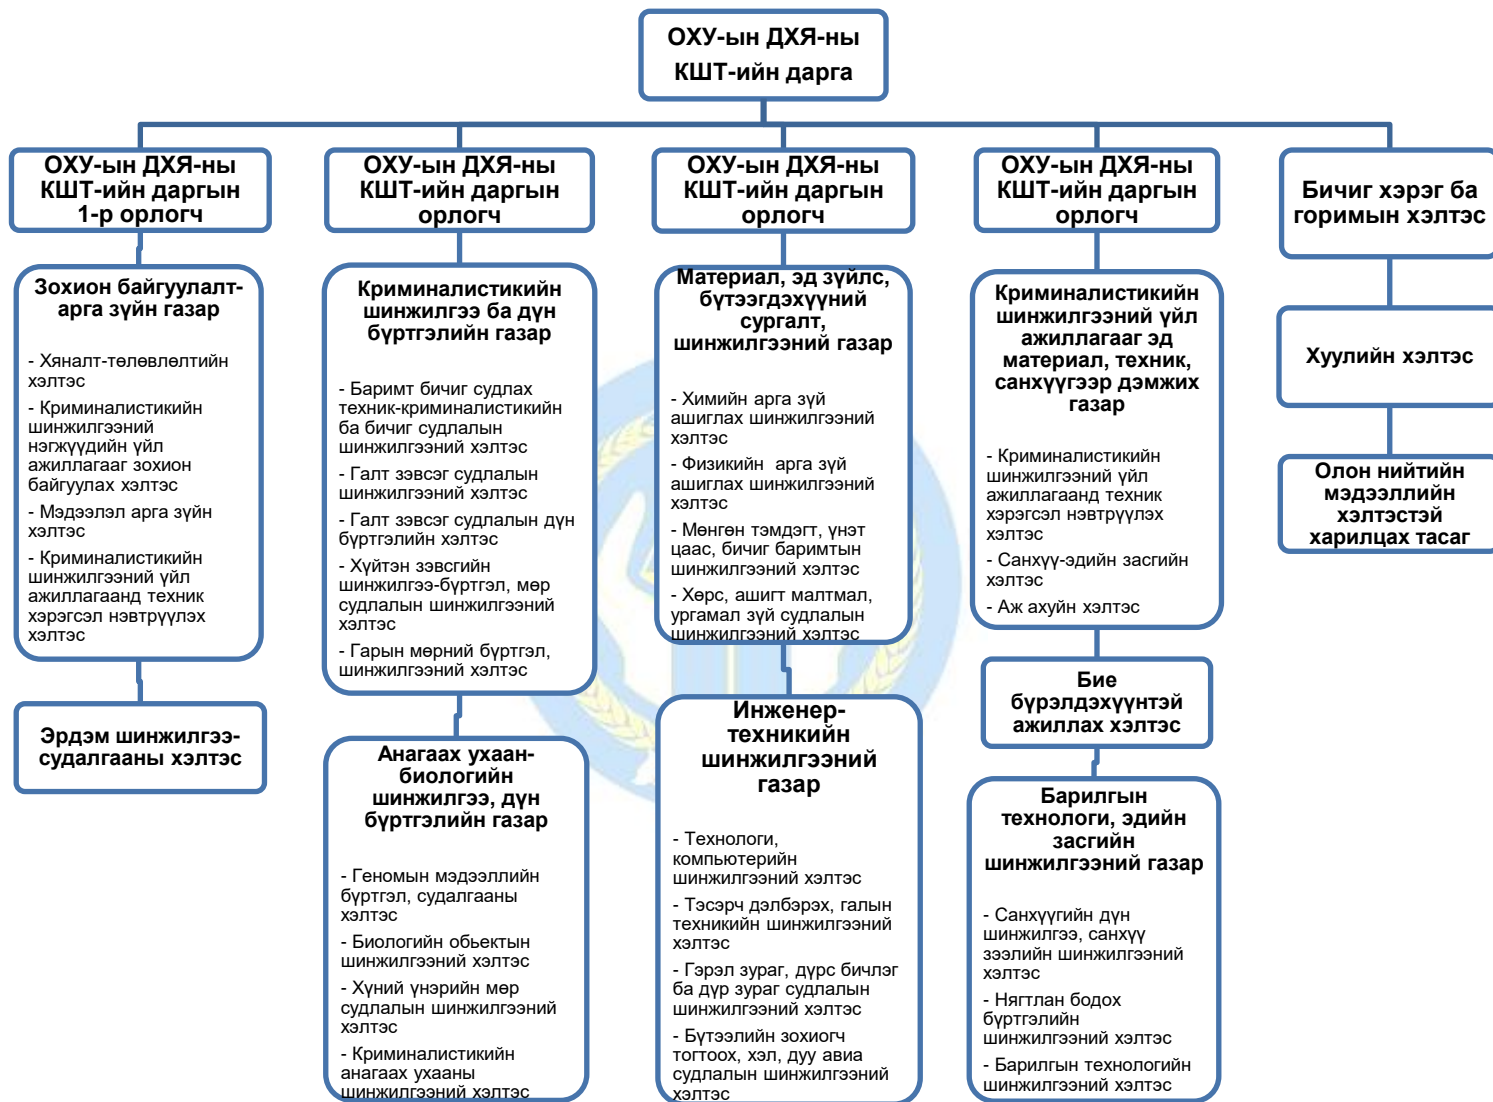 ОХУ-ын ДХЯ-ны
КШТ-ийн дарга
ОХУ-ын ДХЯ-ны
КШТ-ийн даргын
1-р орлогч
Зохион байгуулалт-
арга зүйн газар
- Хяналт-төлөвлөлтийн
хэлтэс
- Криминалистикийн
шинжилгээний
нэгжүүдийн үйл
ажиллагааг зохион
байгуулах хэлтэс
- Мэдээлэл арга зүйн
хэлтэс
- Криминалистикийн
шинжилгээний үйл
ажиллагаанд техник
хэрэгсэл нэвтрүүлэх
хэлтэс
Эрдэм шинжилгээ-
судалгааны хэлтэс
ОХУ-ын ДХЯ-ны
КШТ-ийн даргын
орлогч
Криминалистикийн
шинжилгээ ба дүн
бүртгэлийн газар
- Баримт бичиг судлах
техник-криминалистикийн
ба бичиг судлалын
шинжилгээний хэлтэс
- Галт зэвсэг судлалын
шинжилгээний хэлтэс
- Галт зэвсэг судлалын дүн
бүртгэлийн хэлтэс
- Хүйтэн зэвсгийн
шинжилгээ-бүртгэл, мөр
судлалын шинжилгээний
хэлтэс
- Гарын мөрний бүртгэл,
шинжилгээний хэлтэс
Анагаах ухаан-
биологийн
шинжилгээ, дүн
бүртгэлийн газар
- Геномын мэдээллийн
бүртгэл, судалгааны
хэлтэс
- Биологийн обьектын
шинжилгээний хэлтэс
- Хүний үнэрийн мөр
судлалын шинжилгээний
хэлтэс
- Криминалистикийн
анагаах ухааны
шинжилгээний хэлтэс
ОХУ-ын ДХЯ-ны
КШТ-ийн даргын
орлогч
Материал, эд зүйлс,
бүтээгдэхүүний
сургалт,
шинжилгээний газар
- Химийн арга зүй
ашиглах шинжилгээний
хэлтэс
- Физикийн арга зүй
ашиглах шинжилгээний
хэлтэс
- Мөнгөн тэмдэгт, үнэт
цаас, бичиг баримтын
шинжилгээний хэлтэс
- Хөрс, ашигт малтмал,
ургамал зүй судлалын
шинжилгээний хэлтэс
Инженер-
техникийн
шинжилгээний
газар
- Технологи,
компьютерийн
шинжилгээний хэлтэс
- Тэсэрч дэлбэрэх, галын
техникийн шинжилгээний
хэлтэс
- Гэрэл зураг, дүрс бичлэг
ба дүр зураг судлалын
шинжилгээний хэлтэс
- Бүтээлийн зохиогч
тогтоох, хэл, дуу авиа
судлалын шинжилгээний
хэлтэс
ОХУ-ын ДХЯ-ны
КШТ-ийн даргын
орлогч
Криминалистикийн
шинжилгээний үйл
ажиллагааг эд
материал, техник,
санхүүгээр дэмжих
газар
- Криминалистикийн
шинжилгээний үйл
ажиллагаанд техник
хэрэгсэл нэвтрүүлэх
хэлтэс
- Санхүү-эдийн засгийн
хэлтэс
- Аж ахуйн хэлтэс
Бие
бүрэлдэхүүнтэй
ажиллах хэлтэс
Барилгын
технологи, эдийн
засгийн
шинжилгээний газар
- Санхүүгийн дүн
шинжилгээ, санхүү
зээлийн шинжилгээний
хэлтэс
- Нягтлан бодох
бүртгэлийн
шинжилгээний хэлтэс
- Барилгын технологийн
шинжилгээний хэлтэс
Бичиг хэрэг ба
горимын хэлтэс
Хуулийн хэлтэс
Олон нийтийн
мэдээллийн
хэлтэстэй
харилцах тасаг